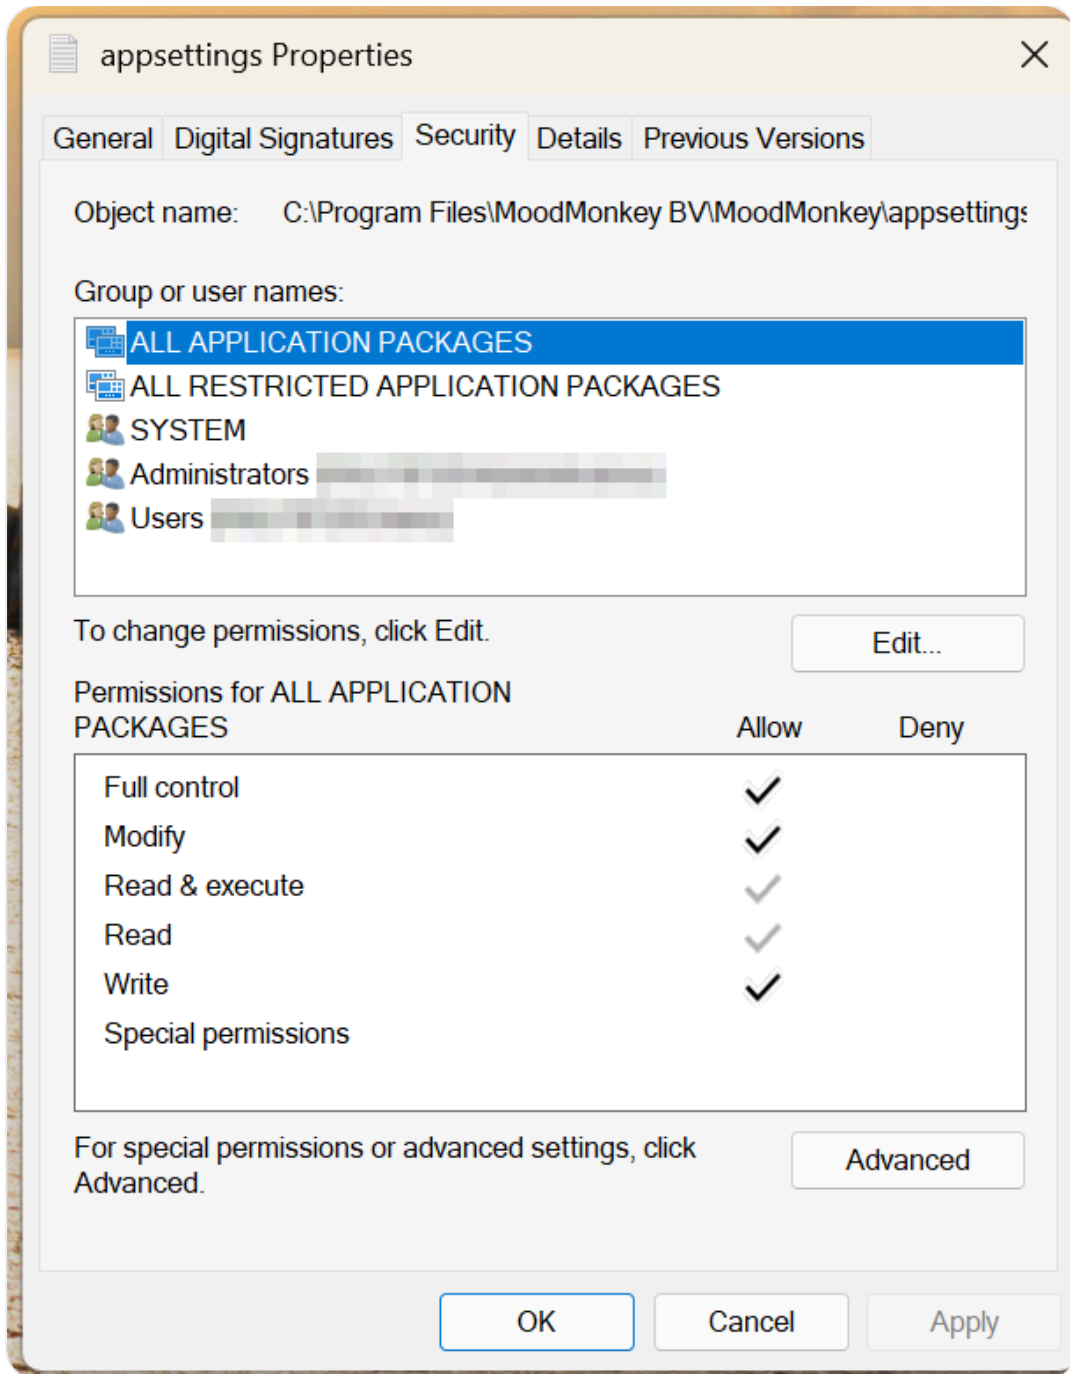 appsettings Properties
General Digital Signatures Security Details Previous Versions
Object name: C:\Program Files\MoodMonkey BV\MoodMonkey\appsettings
Group or user names:
ALL APPLICATION PACKAGES
ALL RESTRICTED APPLICATION PACKAGES
SYSTEM
Administrators
Users
To change permissions, click Edit.
Edit...
Permissions for ALL APPLICATION
PACKAGES Allow Deny
Full control
Modify
Read & execute
Read
Write
Special permissions
For special permissions or advanced settings, click
Advanced.
Advanced
OK Cancel Apply